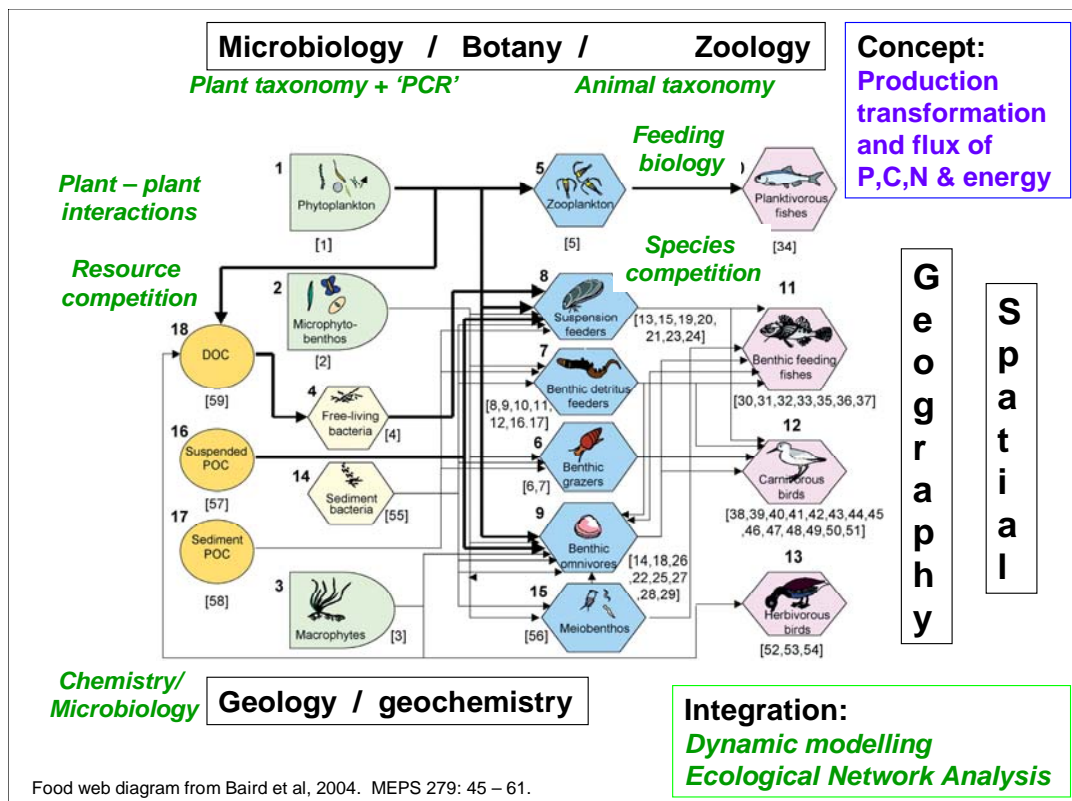 Microbiology / Botany / Zoology
Concept:
Production
transformation
and flux of
P,C,N & energy
Plant taxonomy + 'PCR'
Animal taxonomy
Feeding
biology
Plant – plant
interactions
Resource
competition
Species
competition
1
Phytoplankton
[1]
5
Zooplankton
[5]
Planktivorous
fishes
[34]
2
Microphyto-
benthos
[2]
8
Suspension
feeders
[13,15,19,20,
21,23,24]
11
Benthic feeding
fishes
[30,31,32,33,35,36,37]
18
DOC
[59]
7
Benthic detritus
feeders
[8,9,10,11,
12,16.17]
4
Free-living
bacteria
[4]
16
Suspended
POC
[57]
6
Benthic
grazers
[6,7]
12
Carnivorous
birds
[38,39,40,41,42,43,44,45
,46,47,48,49,50,51]
14
Sediment
bacteria
[55]
17
Sediment
POC
[58]
9
Benthic
omnivores
[14,18,26
,22,25,27
,28,29]
13
Herbivorous
birds
[52,53,54]
3
Macrophytes
[3]
15
Meiobenthos
[56]
Geography
Spatial
Chemistry/
Microbiology
Geology / geochemistry
Integration:
Dynamic modelling
Ecological Network Analysis
Food web diagram from Baird et al, 2004. MEPS 279: 45 – 61.